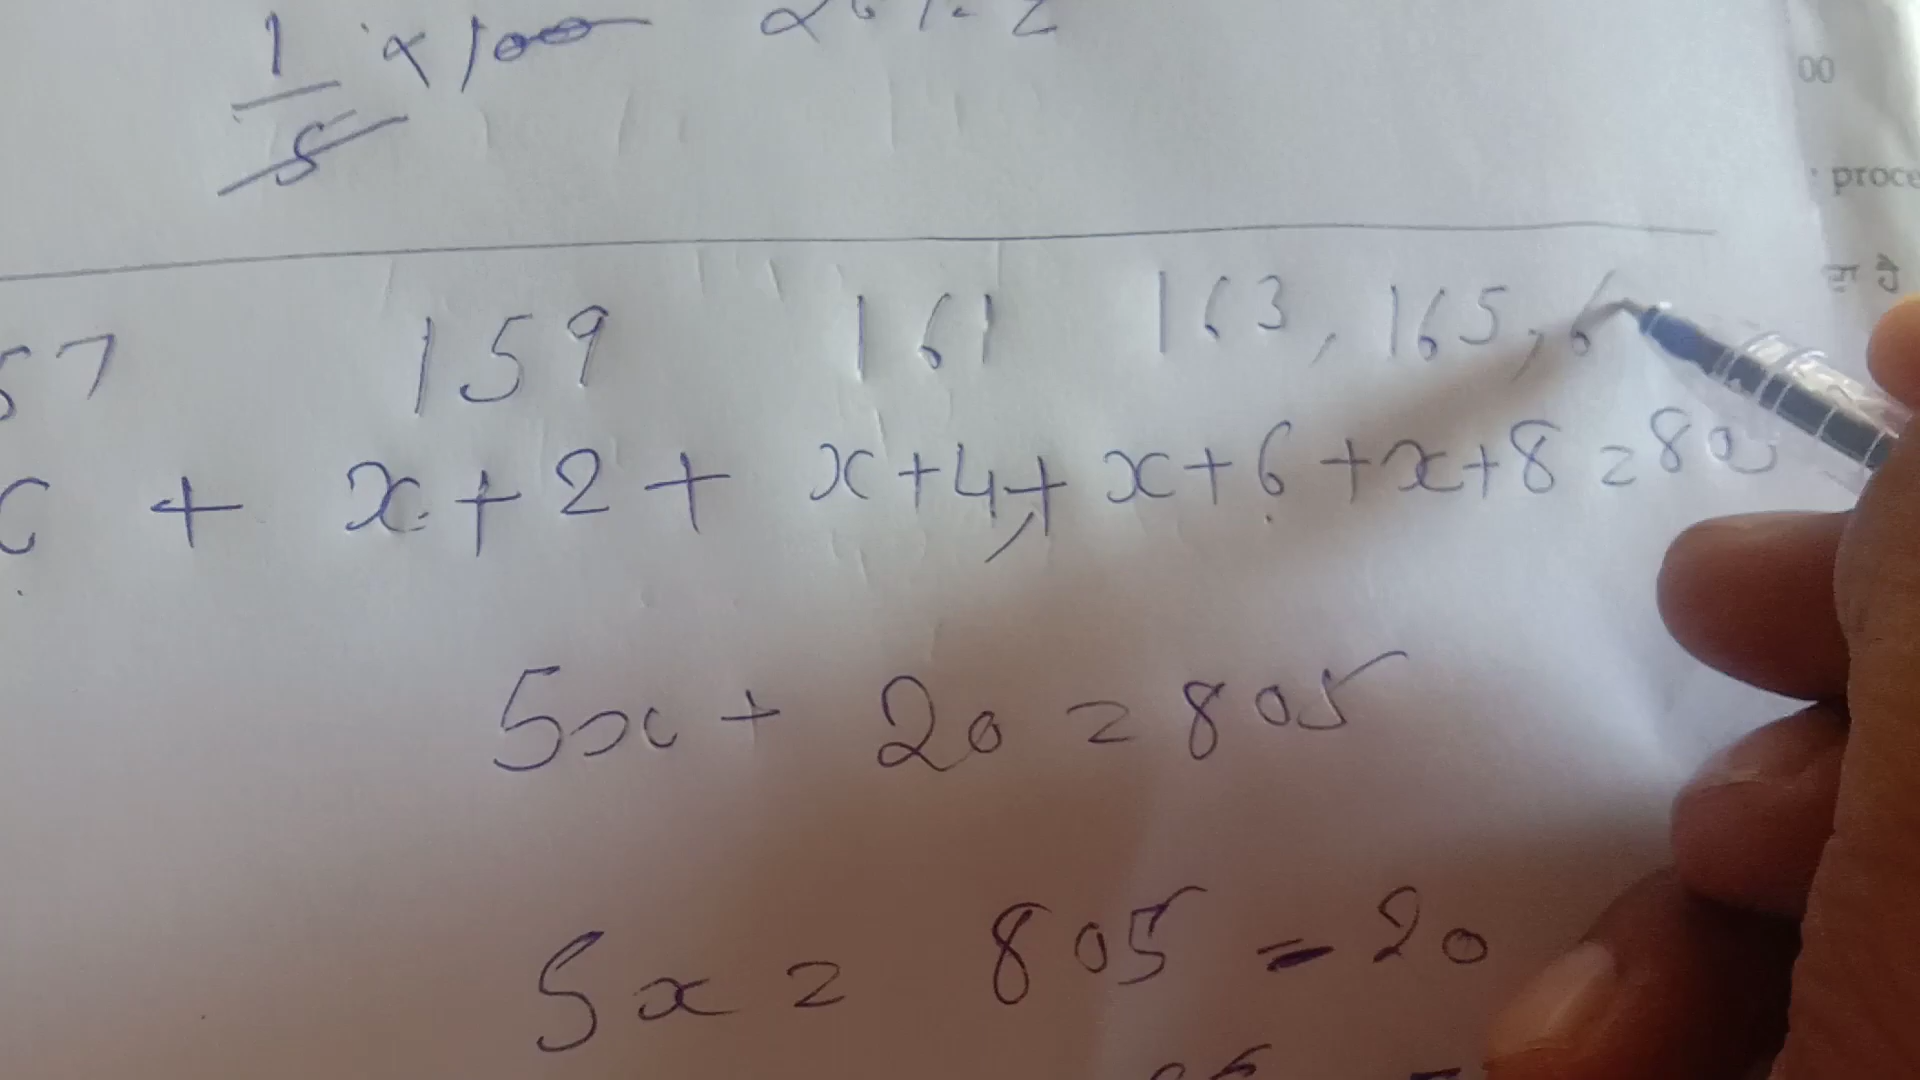 1/5 × 100
00
proce
है
57 159 161 163, 165, 6
+ x+2 + x+4, + x+6 +x+8 = 80
5x + 20 = 805
5x = 805 - 20